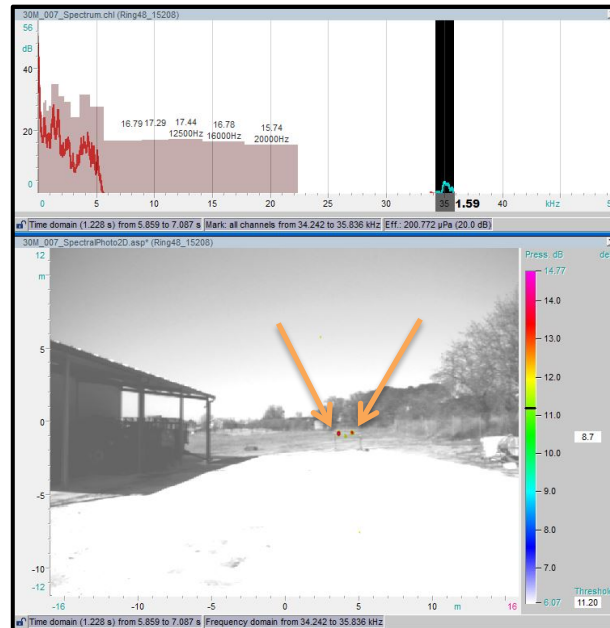 30M_007_Spectrum.chl (Ring48_15208)
56
dB
40
20
0
16.79 17.29 17.44 16.78 15.74
12500Hz 16000Hz 20000Hz
0 5 10 15 20 30 35 1.59 40 kHz
Time domain (1.228 s) from 5.859 to 7.087 s Mark: all channels from 34.242 to 35.836 kHz Eff.: 200.772 µPa (20.0 dB)
30M_007_SpectralPhoto2D.asp* (Ring48_15208)
12
m
5
0
-5
-10
-12
-16 -10 -5 0 5 10 m 16
Press. dB
14.77
14.0
13.0
12.0
11.0
10.0
9.0
8.0
7.0
6.07
8.7
Threshold
11.20
Time domain (1.228 s) from 5.859 to 7.087 s Frequency domain from 34.242 to 35.836 kHz